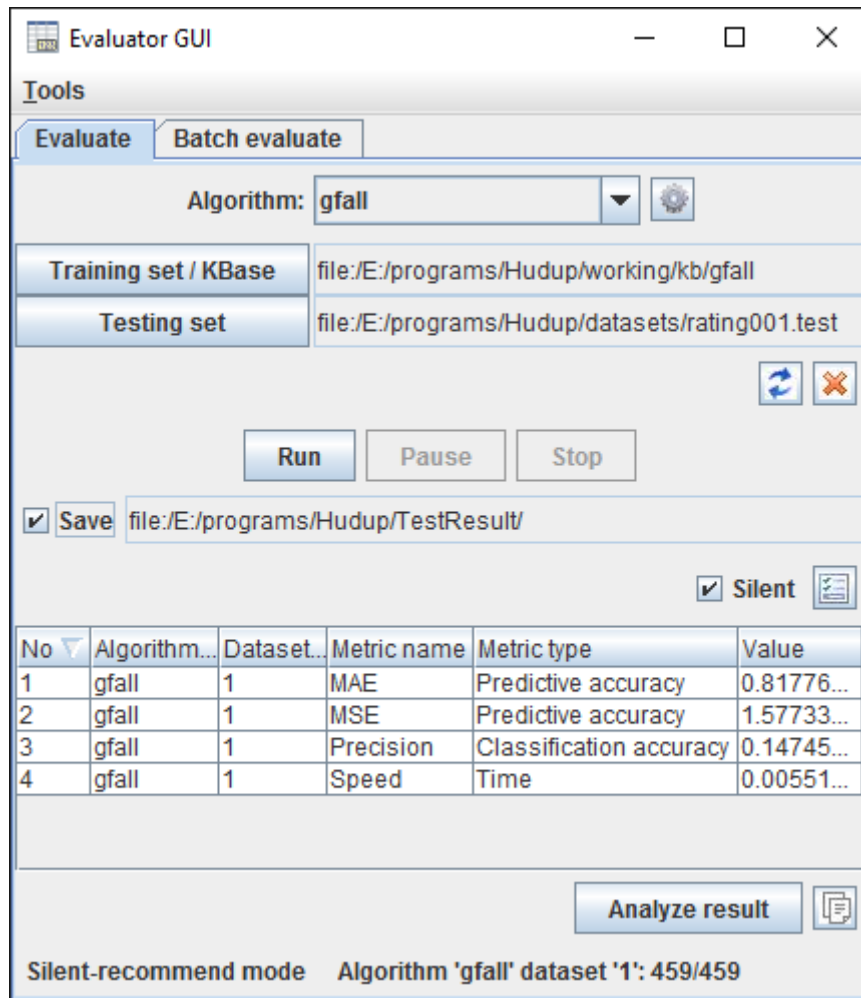 Evaluator GUI
Tools
Evaluate Batch evaluate
Algorithm: gfall
Training set / KBase file:/E:/programs/Hudup/working/kb/gfall
Testing set file:/E:/programs/Hudup/datasets/rating001.test
Run Pause Stop
Save file:/E:/programs/Hudup/TestResult/
Silent
No Algorithm... Dataset... Metric name Metric type Value
1 gfall 1 MAE Predictive accuracy 0.81776...
2 gfall 1 MSE Predictive accuracy 1.57733...
3 gfall 1 Precision Classification accuracy 0.14745...
4 gfall 1 Speed Time 0.00551...
Analyze result
Silent-recommend mode Algorithm 'gfall' dataset '1': 459/459